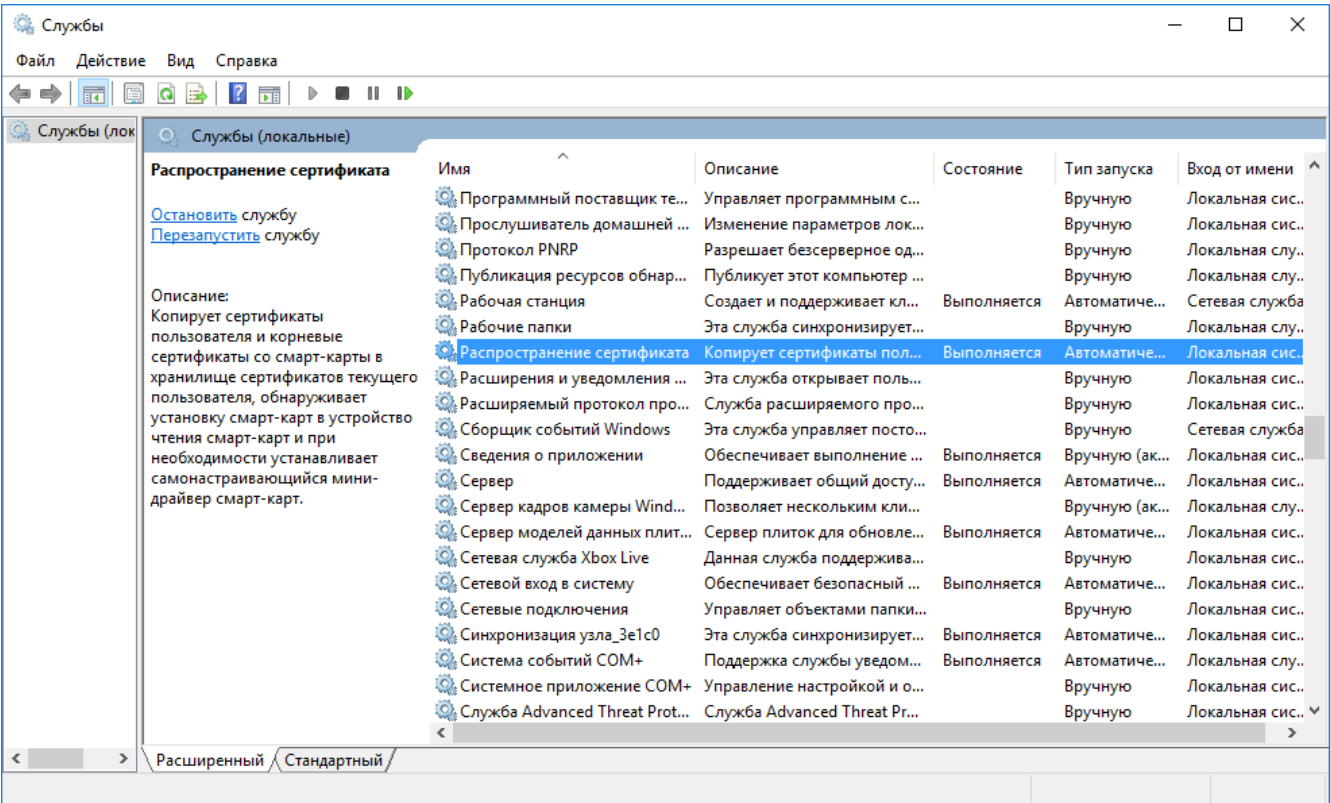 Службы
Файл Действие Вид Справка
Службы (лок
Службы (локальные)
Распространение сертификата
Остановить службу
Перезапустить службу
Описание:
Копирует сертификаты
пользователя и корневые
сертификаты со смарт-карты в
хранилище сертификатов текущего
пользователя, обнаруживает
установку смарт-карт в устройство
чтения смарт-карт и при
необходимости устанавливает
самонастраивающийся мини-
драйвер смарт-карт.
Имя Описание Состояние Тип запуска Вход от имени
Программный поставщик те... Управляет программным с... Вручную Локальная сис..
Прослушиватель домашней ... Изменение параметров лок... Вручную Локальная сис..
Протокол PNRP Разрешает безсерверное од... Вручную Локальная слу..
Публикация ресурсов обнар... Публикует этот компьютер ... Вручную Локальная слу..
Рабочая станция Создает и поддерживает кл... Выполняется Автоматиче... Сетевая служба
Рабочие папки Эта служба синхронизирует... Вручную Локальная слу..
Распространение сертификата Копирует сертификаты пол... Выполняется Автоматиче... Локальная сис..
Расширения и уведомления ... Эта служба открывает поль... Вручную Локальная сис..
Расширяемый протокол про... Служба расширяемого про... Вручную Локальная сис..
Сборщик событий Windows Эта служба управляет посто... Вручную Сетевая служба
Сведения о приложении Обеспечивает выполнение ... Выполняется Вручную (ак... Локальная сис..
Сервер Поддерживает общий досту... Выполняется Автоматиче... Локальная сис..
Сервер кадров камеры Wind... Позволяет нескольким кли... Вручную (ак... Локальная слу..
Сервер моделей данных плит... Сервер плиток для обновле... Выполняется Автоматиче... Локальная сис..
Сетевая служба Xbox Live Данная служба поддержива... Вручную Локальная сис..
Сетевой вход в систему Обеспечивает безопасный ... Выполняется Автоматиче... Локальная сис..
Сетевые подключения Управляет объектами папки... Вручную Локальная сис..
Синхронизация узла_3e1c0 Эта служба синхронизирует... Выполняется Автоматиче... Локальная сис..
Система событий COM+ Поддержка службы уведом... Выполняется Автоматиче... Локальная слу..
Системное приложение COM+ Управление настройкой и о... Вручную Локальная сис..
Служба Advanced Threat Prot... Служба Advanced Threat Pr... Вручную Локальная сис..
Расширенный Стандартный